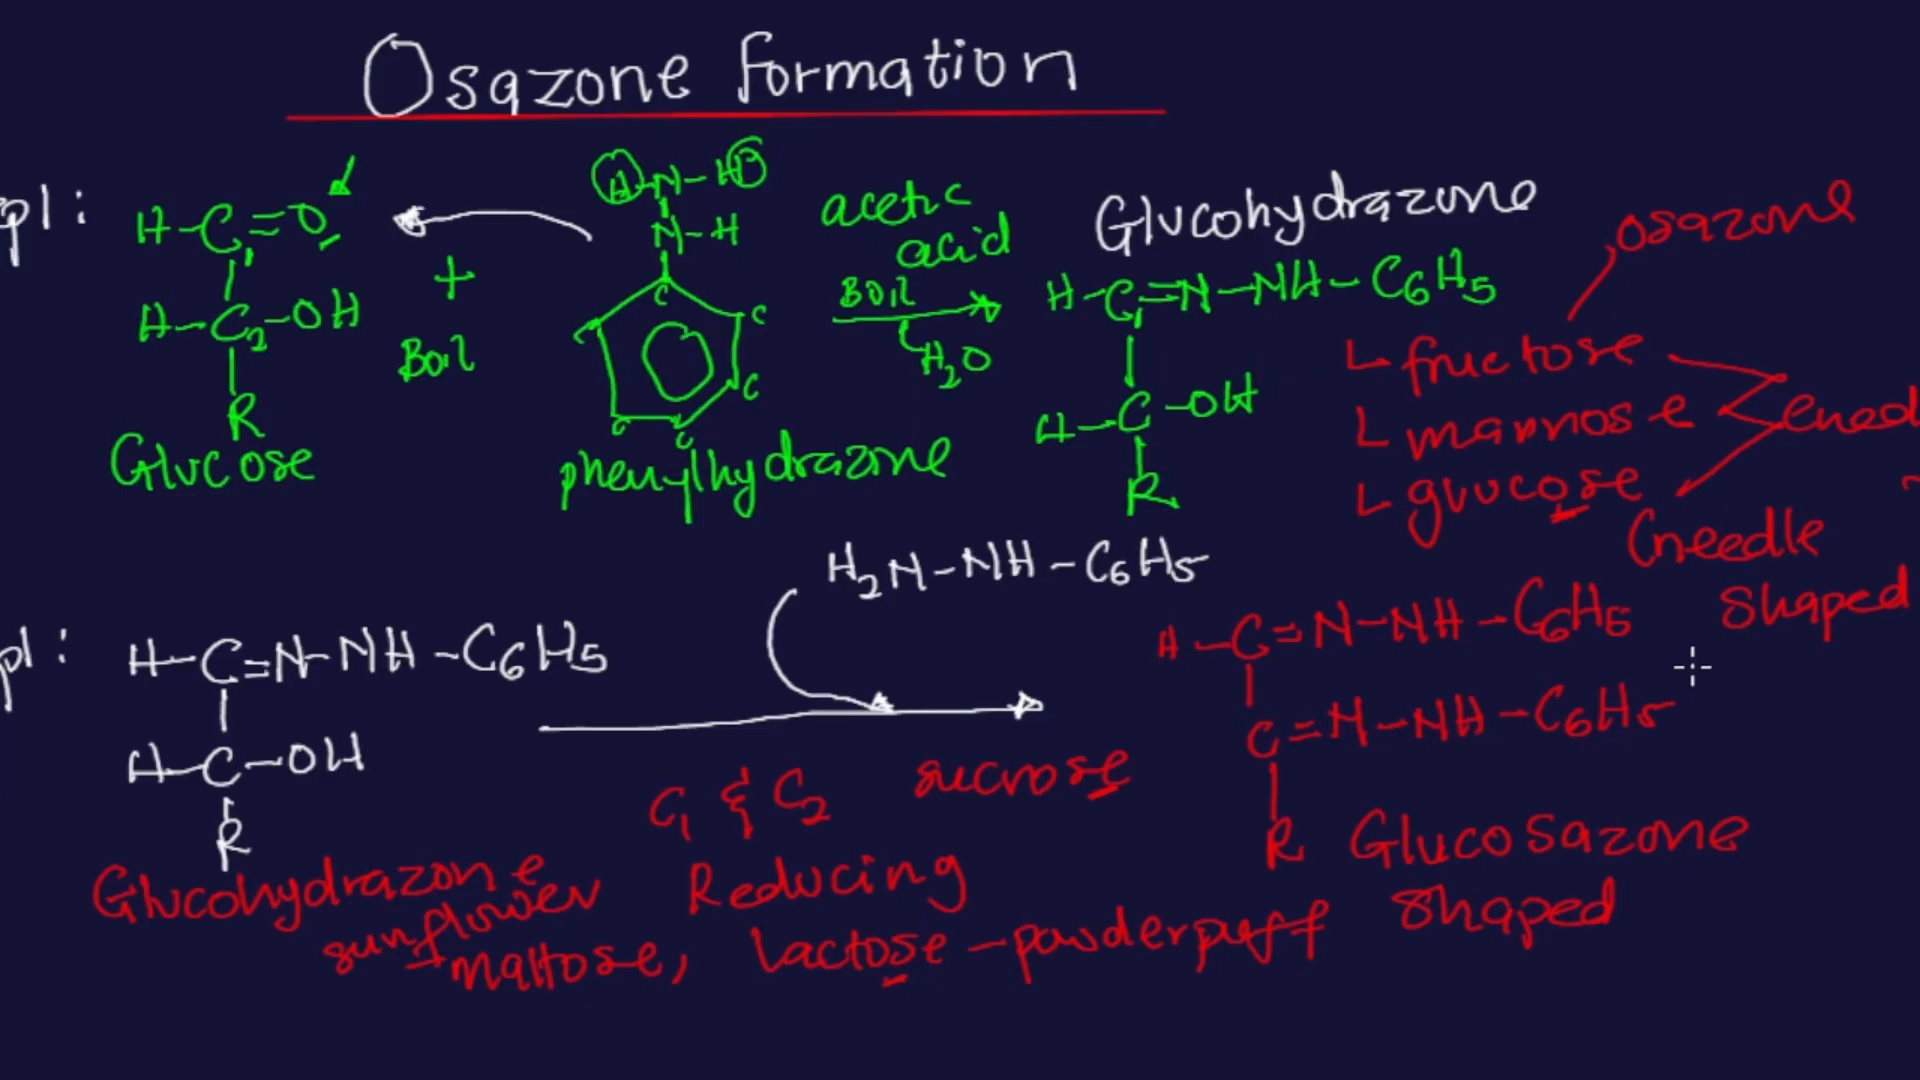 Osazone formation
pl:
H-C1=O
H-C2-OH
R
Glucose
+
Boil
H-N-H
N-H
C
C
C
C
C
phenylhydrazone
acetic
acid
Boil
H2O
Glucohydrazone
H-C1=N-NH-C6H5
H-C-OH
R
osazone
fructose
mannose
glucose
(needle
shaped
pl:
H-C=N-NH-C6H5
H-C-OH
R
Glucohydrazone
H2N-NH-C6H5
C1 & C2
sucrose
Reducing
H-C=N-NH-C6H5
C=N-NH-C6H5
R Glucosazone
sunflower
maltose, lactose-powderpuff shaped